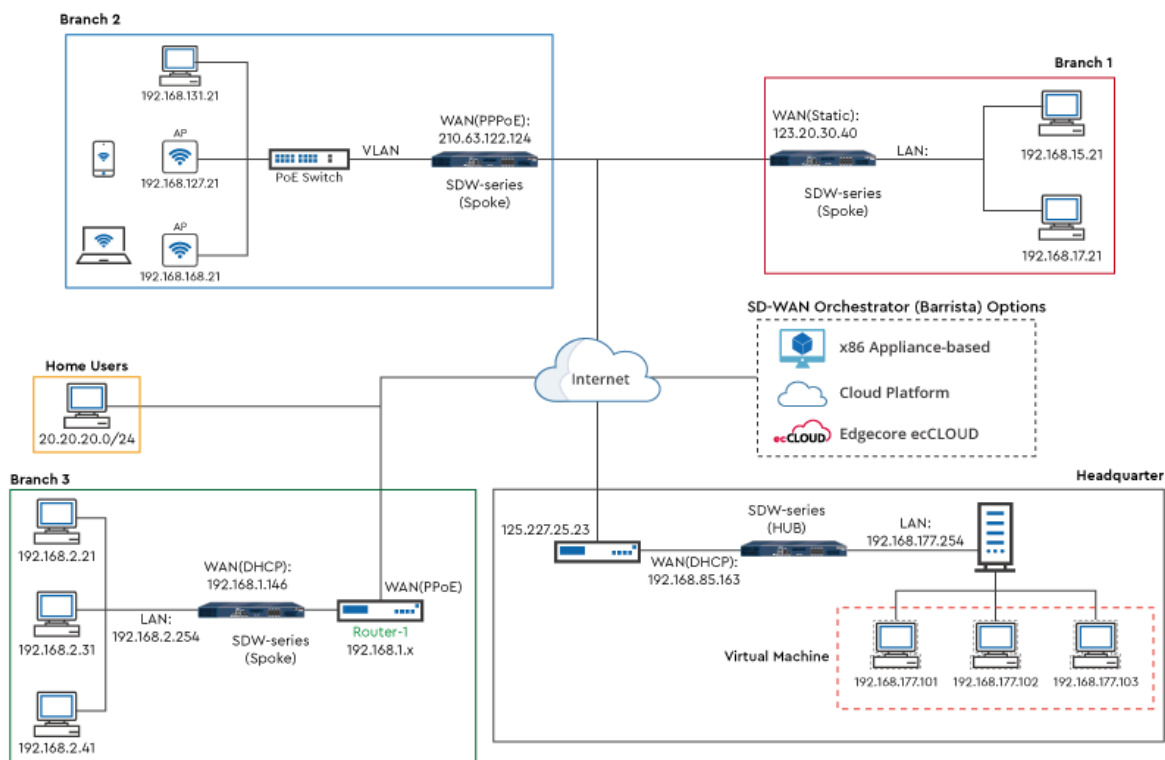 Branch 2
192.168.131.21
AP
192.168.127.21
AP
192.168.168.21
PoE Switch
VLAN
WAN(PPPoE):
210.63.122.124
SDW-series
(Spoke)
Branch 1
WAN(Static):
123.20.30.40
SDW-series
(Spoke)
LAN:
192.168.15.21
192.168.17.21
SD-WAN Orchestrator (Barrista) Options
x86 Appliance-based
Cloud Platform
ecCLOUD
Edgecore ecCLOUD
Internet
Home Users
20.20.20.0/24
Branch 3
192.168.2.21
192.168.2.31
192.168.2.41
LAN:
192.168.2.254
WAN(DHCP):
192.168.1.146
SDW-series
(Spoke)
WAN(PPoE)
Router-1
192.168.1.x
Headquarter
125.227.25.23
WAN(DHCP):
192.168.85.163
SDW-series
(HUB)
LAN:
192.168.177.254
Virtual Machine
192.168.177.101
192.168.177.102
192.168.177.103